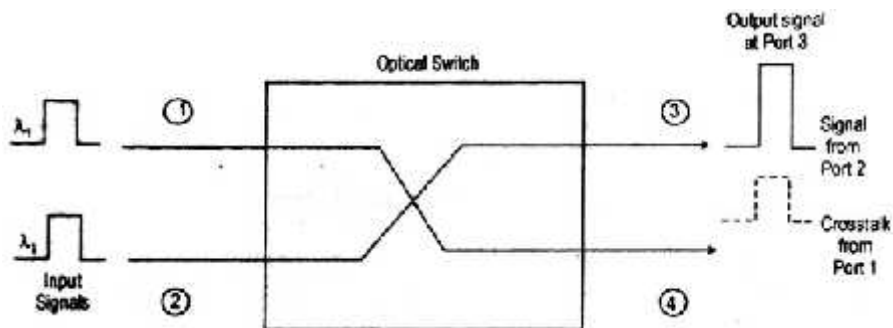 Output signal
at Port 3
Optical Switch
①
③
λ₁
Signal
from
Port 2
λ₁
Crosstalk
from
Port 1
Input
Signals
②
④